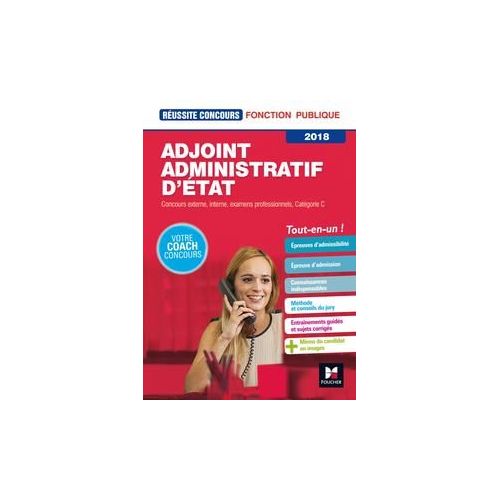 RÉUSSITE CONCOURS FONCTION PUBLIQUE
2018
ADJOINT
ADMINISTRATIF
D'ÉTAT
Concours externe, interne, examens professionnels, Catégorie C
VOTRE
COACH
CONCOURS
Tout-en-un !
Épreuves d'admissibilité
Épreuve d'admission
Connaissances
indispensables
Méthode
et conseils du jury
Entraînements guidés
et sujets corrigés
+ Mémo du candidat
en images
FOUCHER